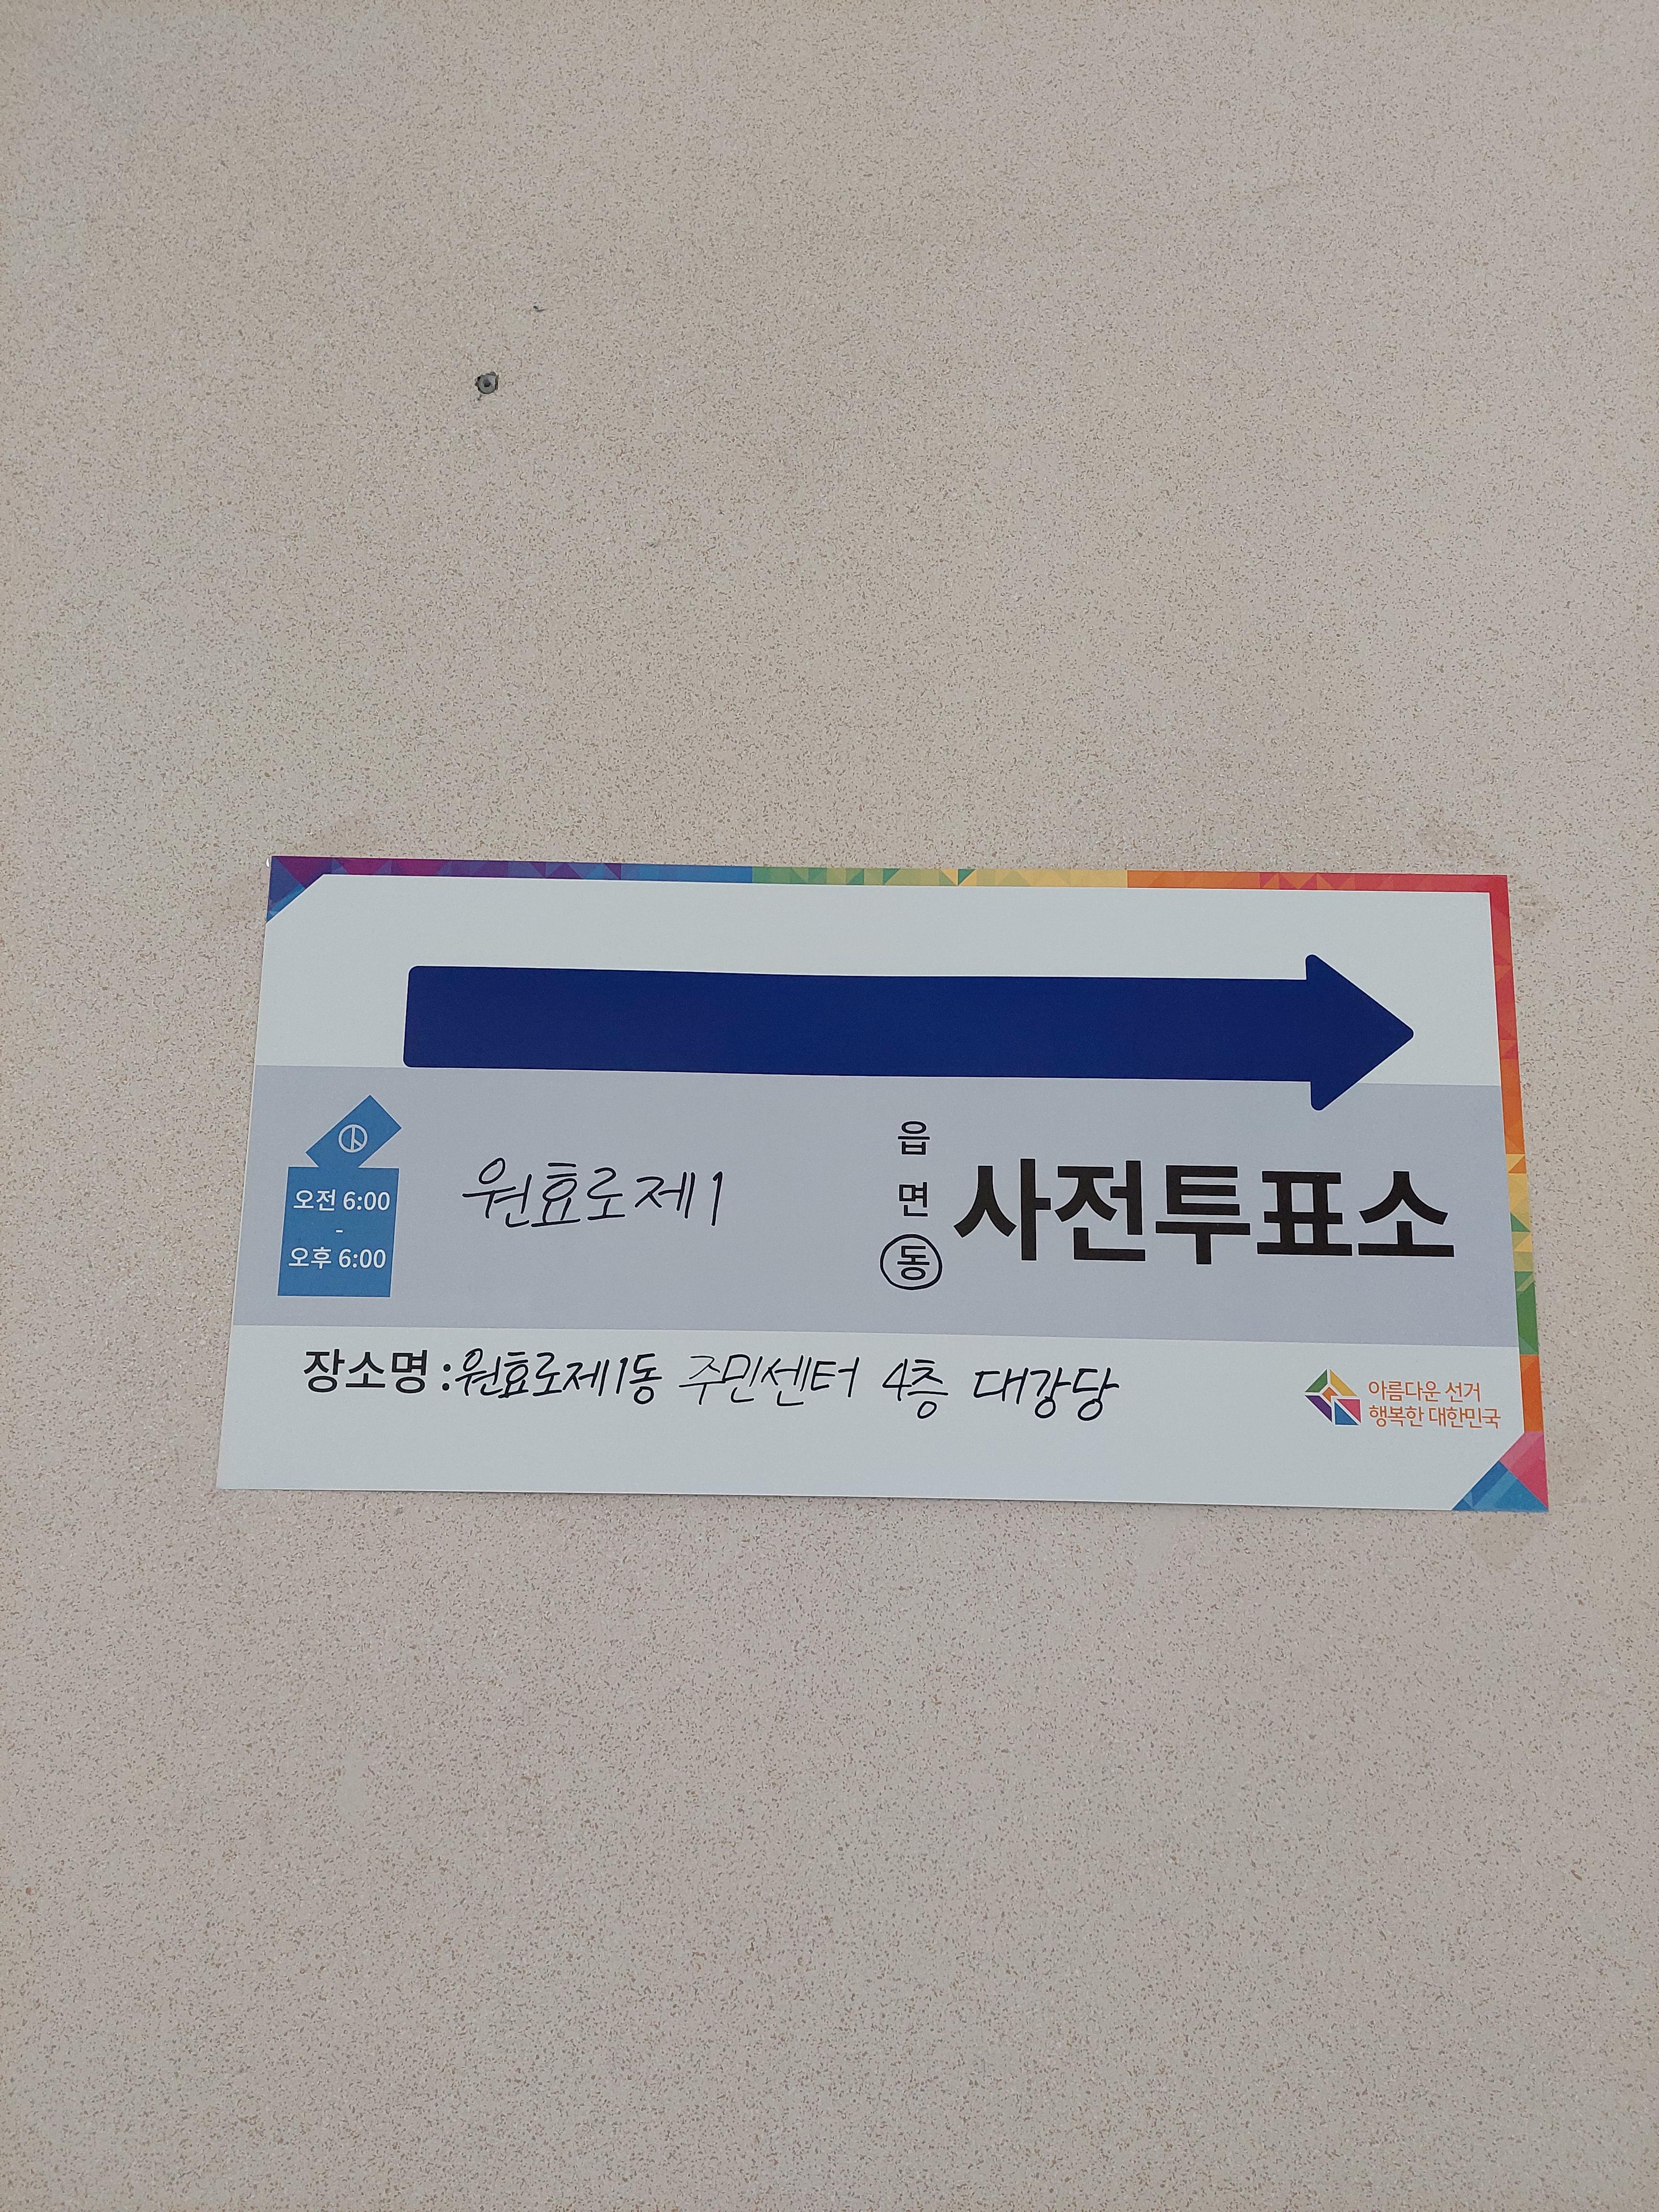 오전 6:00
-
오후 6:00
원효로제1
읍
면
동
사전투표소
장소명 : 원효로제1동 주민센터 4층 대강당
아름다운 선거
행복한 대한민국